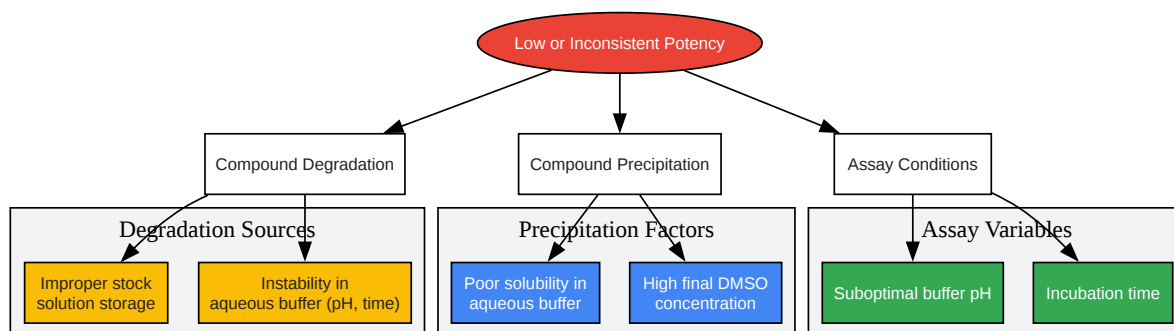 Low or Inconsistent Potency
Compound Degradation
Compound Precipitation
Assay Conditions
Degradation Sources
Precipitation Factors
Assay Variables
Improper stock
solution storage
Instability in
aqueous buffer (pH, time)
Poor solubility in
aqueous buffer
High final DMSO
concentration
Suboptimal buffer pH
Incubation time